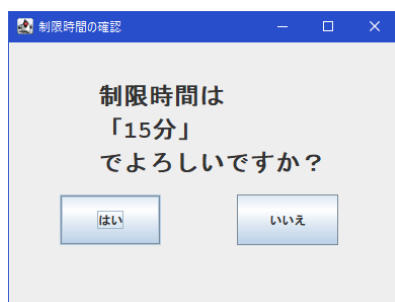 制限時間の確認
制限時間は
「15分」
でよろしいですか？
はい
いいえ